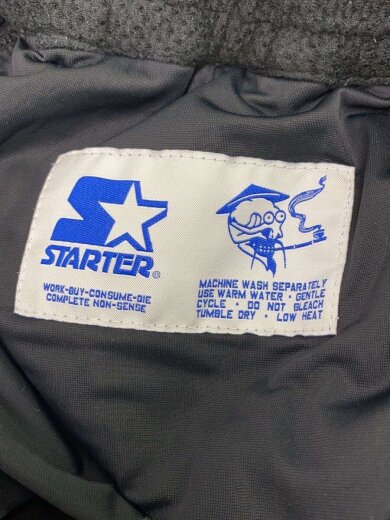 STARTER®
WORK-BUY-CONSUME-DIE
COMPLETE NON-SENSE
MACHINE WASH SEPARATELY
USE WARM WATER • GENTLE
CYCLE • DO NOT BLEACH
TUMBLE DRY • LOW HEAT